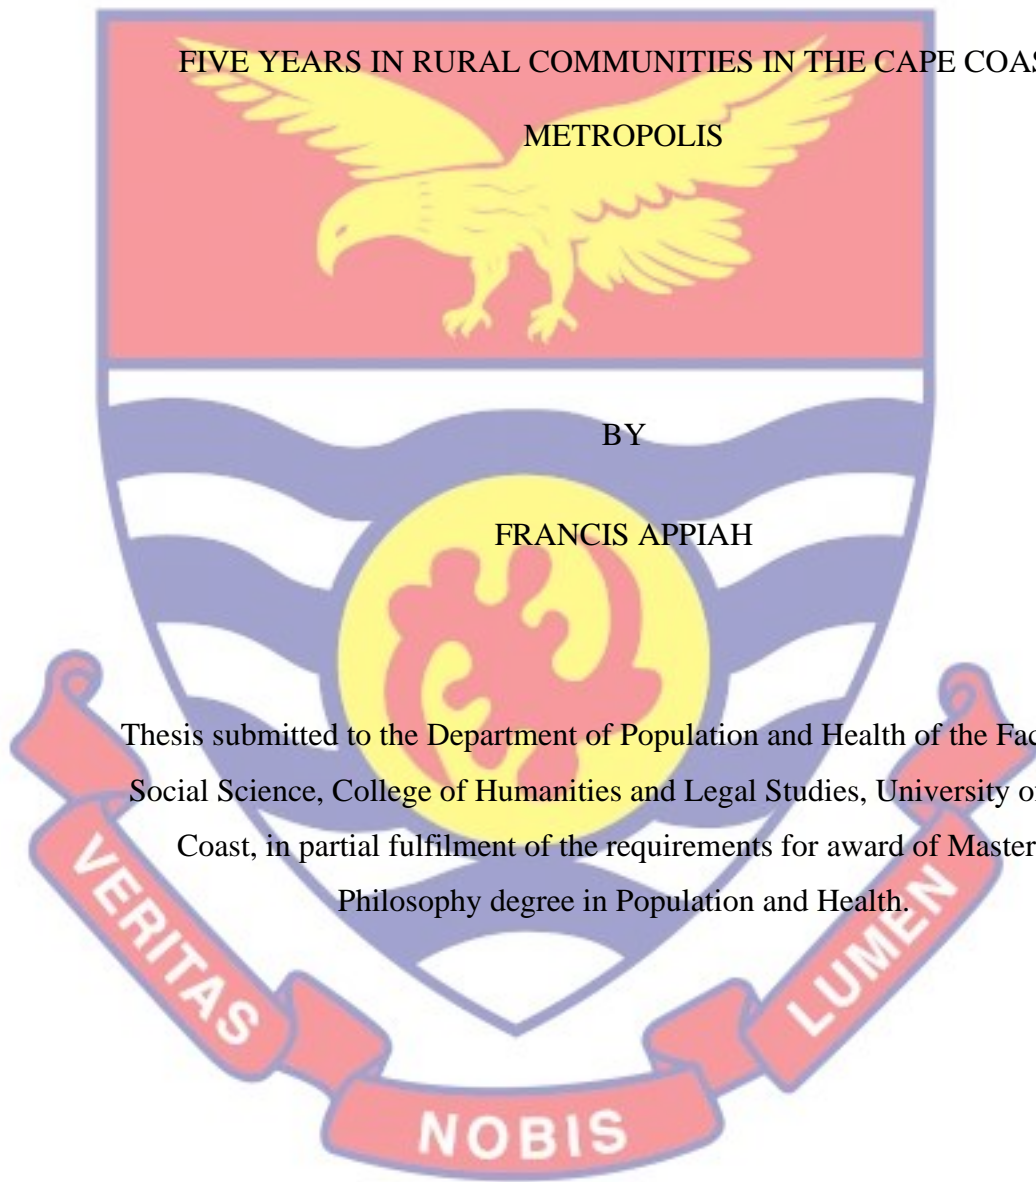 FIVE YEARS IN RURAL COMMUNITIES IN THE CAPE COAS
METROPOLIS
BY
FRANCIS APPIAH
Thesis submitted to the Department of Population and Health of the Fac
Social Science, College of Humanities and Legal Studies, University o
Coast, in partial fulfilment of the requirements for award of Master
Philosophy degree in Population and Health.
VERITAS
NOBIS
LUMEN